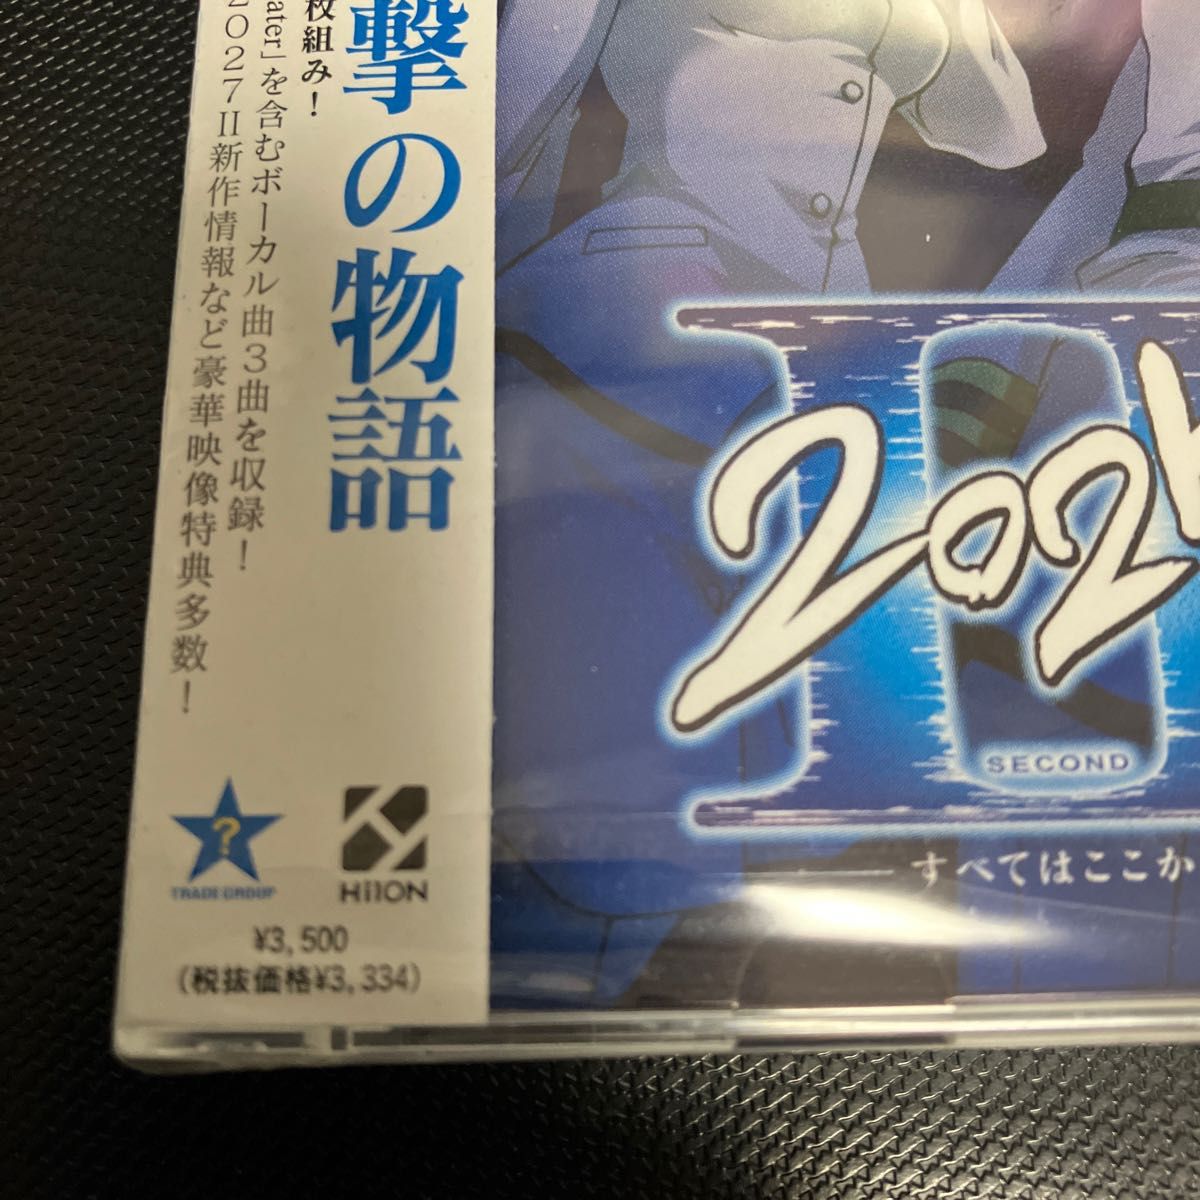 撃の物語
枚組み！
ater」を含むボーカル曲3曲を収録！
2027II新作情報など豪華映像特典多数！
?
TRADE GROUP
Hi1ON
¥3,500
(税抜価格¥3,334)
202
SECOND
すべてはここか